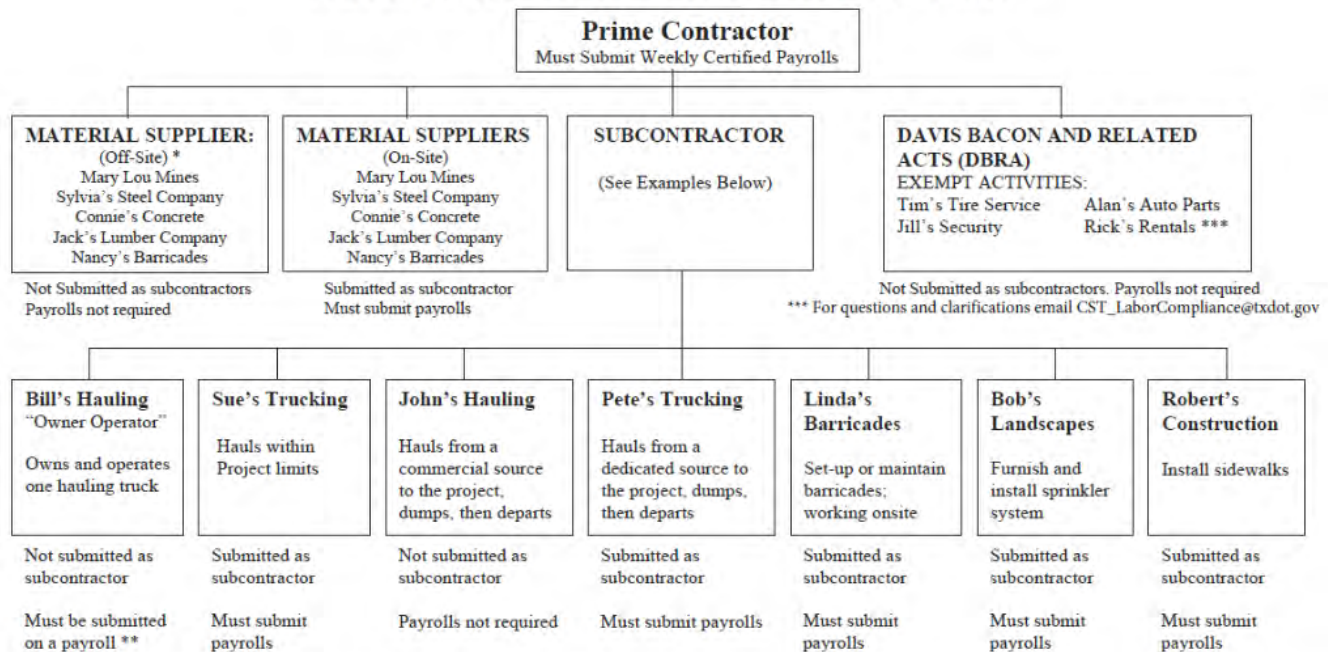 Prime Contractor
Must Submit Weekly Certified Payrolls
MATERIAL SUPPLIER:
(Off-Site) *
Mary Lou Mines
Sylvia's Steel Company
Connie's Concrete
Jack's Lumber Company
Nancy's Barricades
Not Submitted as subcontractors
Payrolls not required
MATERIAL SUPPLIERS
(On-Site)
Mary Lou Mines
Sylvia's Steel Company
Connie's Concrete
Jack's Lumber Company
Nancy's Barricades
Submitted as subcontractor
Must submit payrolls
SUBCONTRACTOR
(See Examples Below)
DAVIS BACON AND RELATED
ACTS (DBRA)
EXEMPT ACTIVITIES:
Tim's Tire Service Alan's Auto Parts
Jill's Security Rick's Rentals ***
Not Submitted as subcontractors. Payrolls not required
*** For questions and clarifications email CST_LaborCompliance@txdot.gov
Bill's Hauling
"Owner Operator"
Owns and operates
one hauling truck
Not submitted as
subcontractor
Must be submitted
on a payroll **
Sue's Trucking
Hauls within
Project limits
Submitted as
subcontractor
Must submit
payrolls
John's Hauling
Hauls from a
commercial source
to the project,
dumps, then departs
Not submitted as
subcontractor
Payrolls not required
Pete's Trucking
Hauls from a
dedicated source to
the project, dumps,
then departs
Submitted as
subcontractor
Must submit payrolls
Linda's
Barricades
Set-up or maintain
barricades;
working onsite
Submitted as
subcontractor
Must submit
payrolls
Bob's
Landscapes
Furnish and
install sprinkler
system
Submitted as
subcontractor
Must submit
payrolls
Robert's
Construction
Install sidewalks
Submitted as
subcontractor
Must submit
payrolls